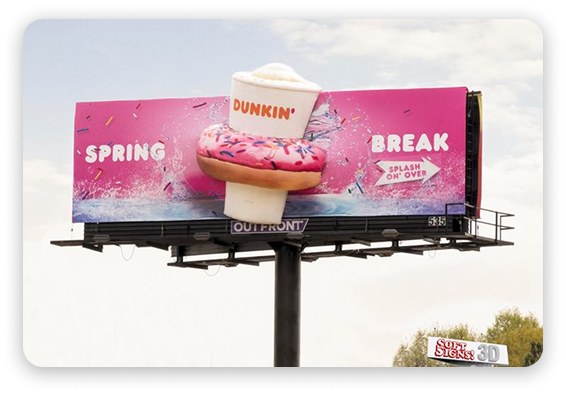 DUNKIN'
SPRING
BREAK
SPLASH
ON' OVER
OUTFRONT
535
SOFT
SIGNS!
3D